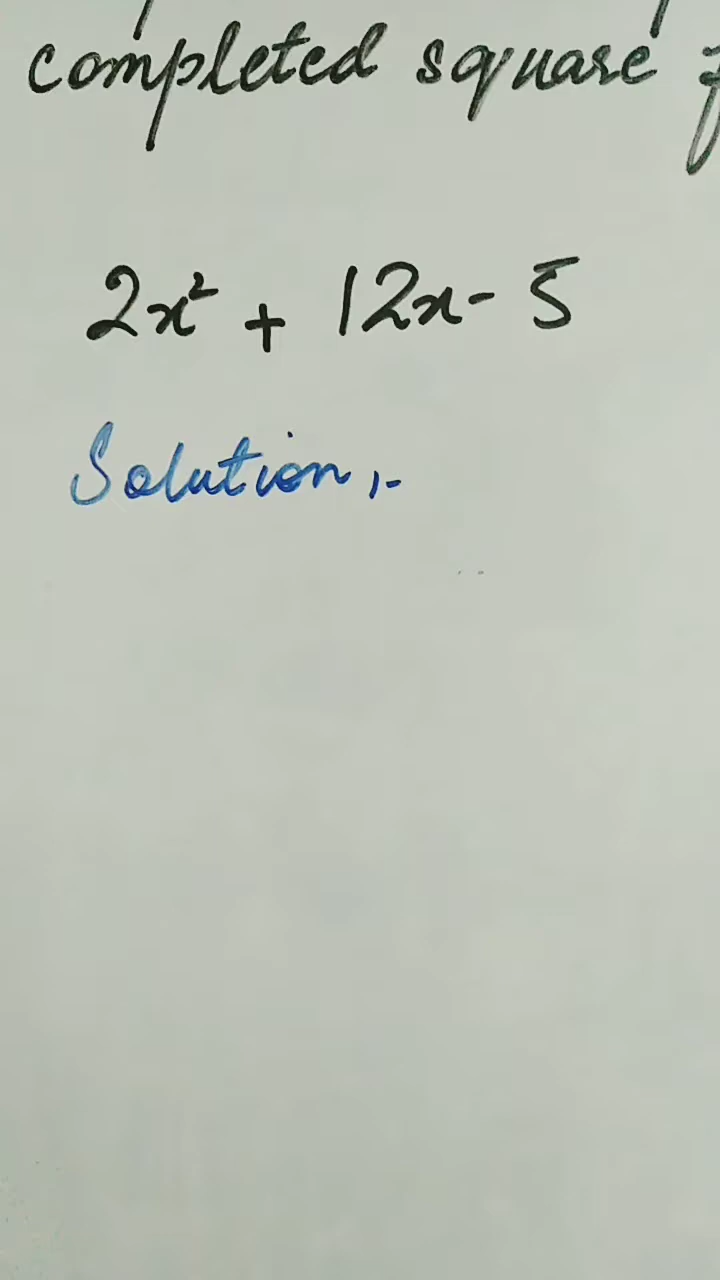 completed square
2x² + 12x - 5
Solution,-